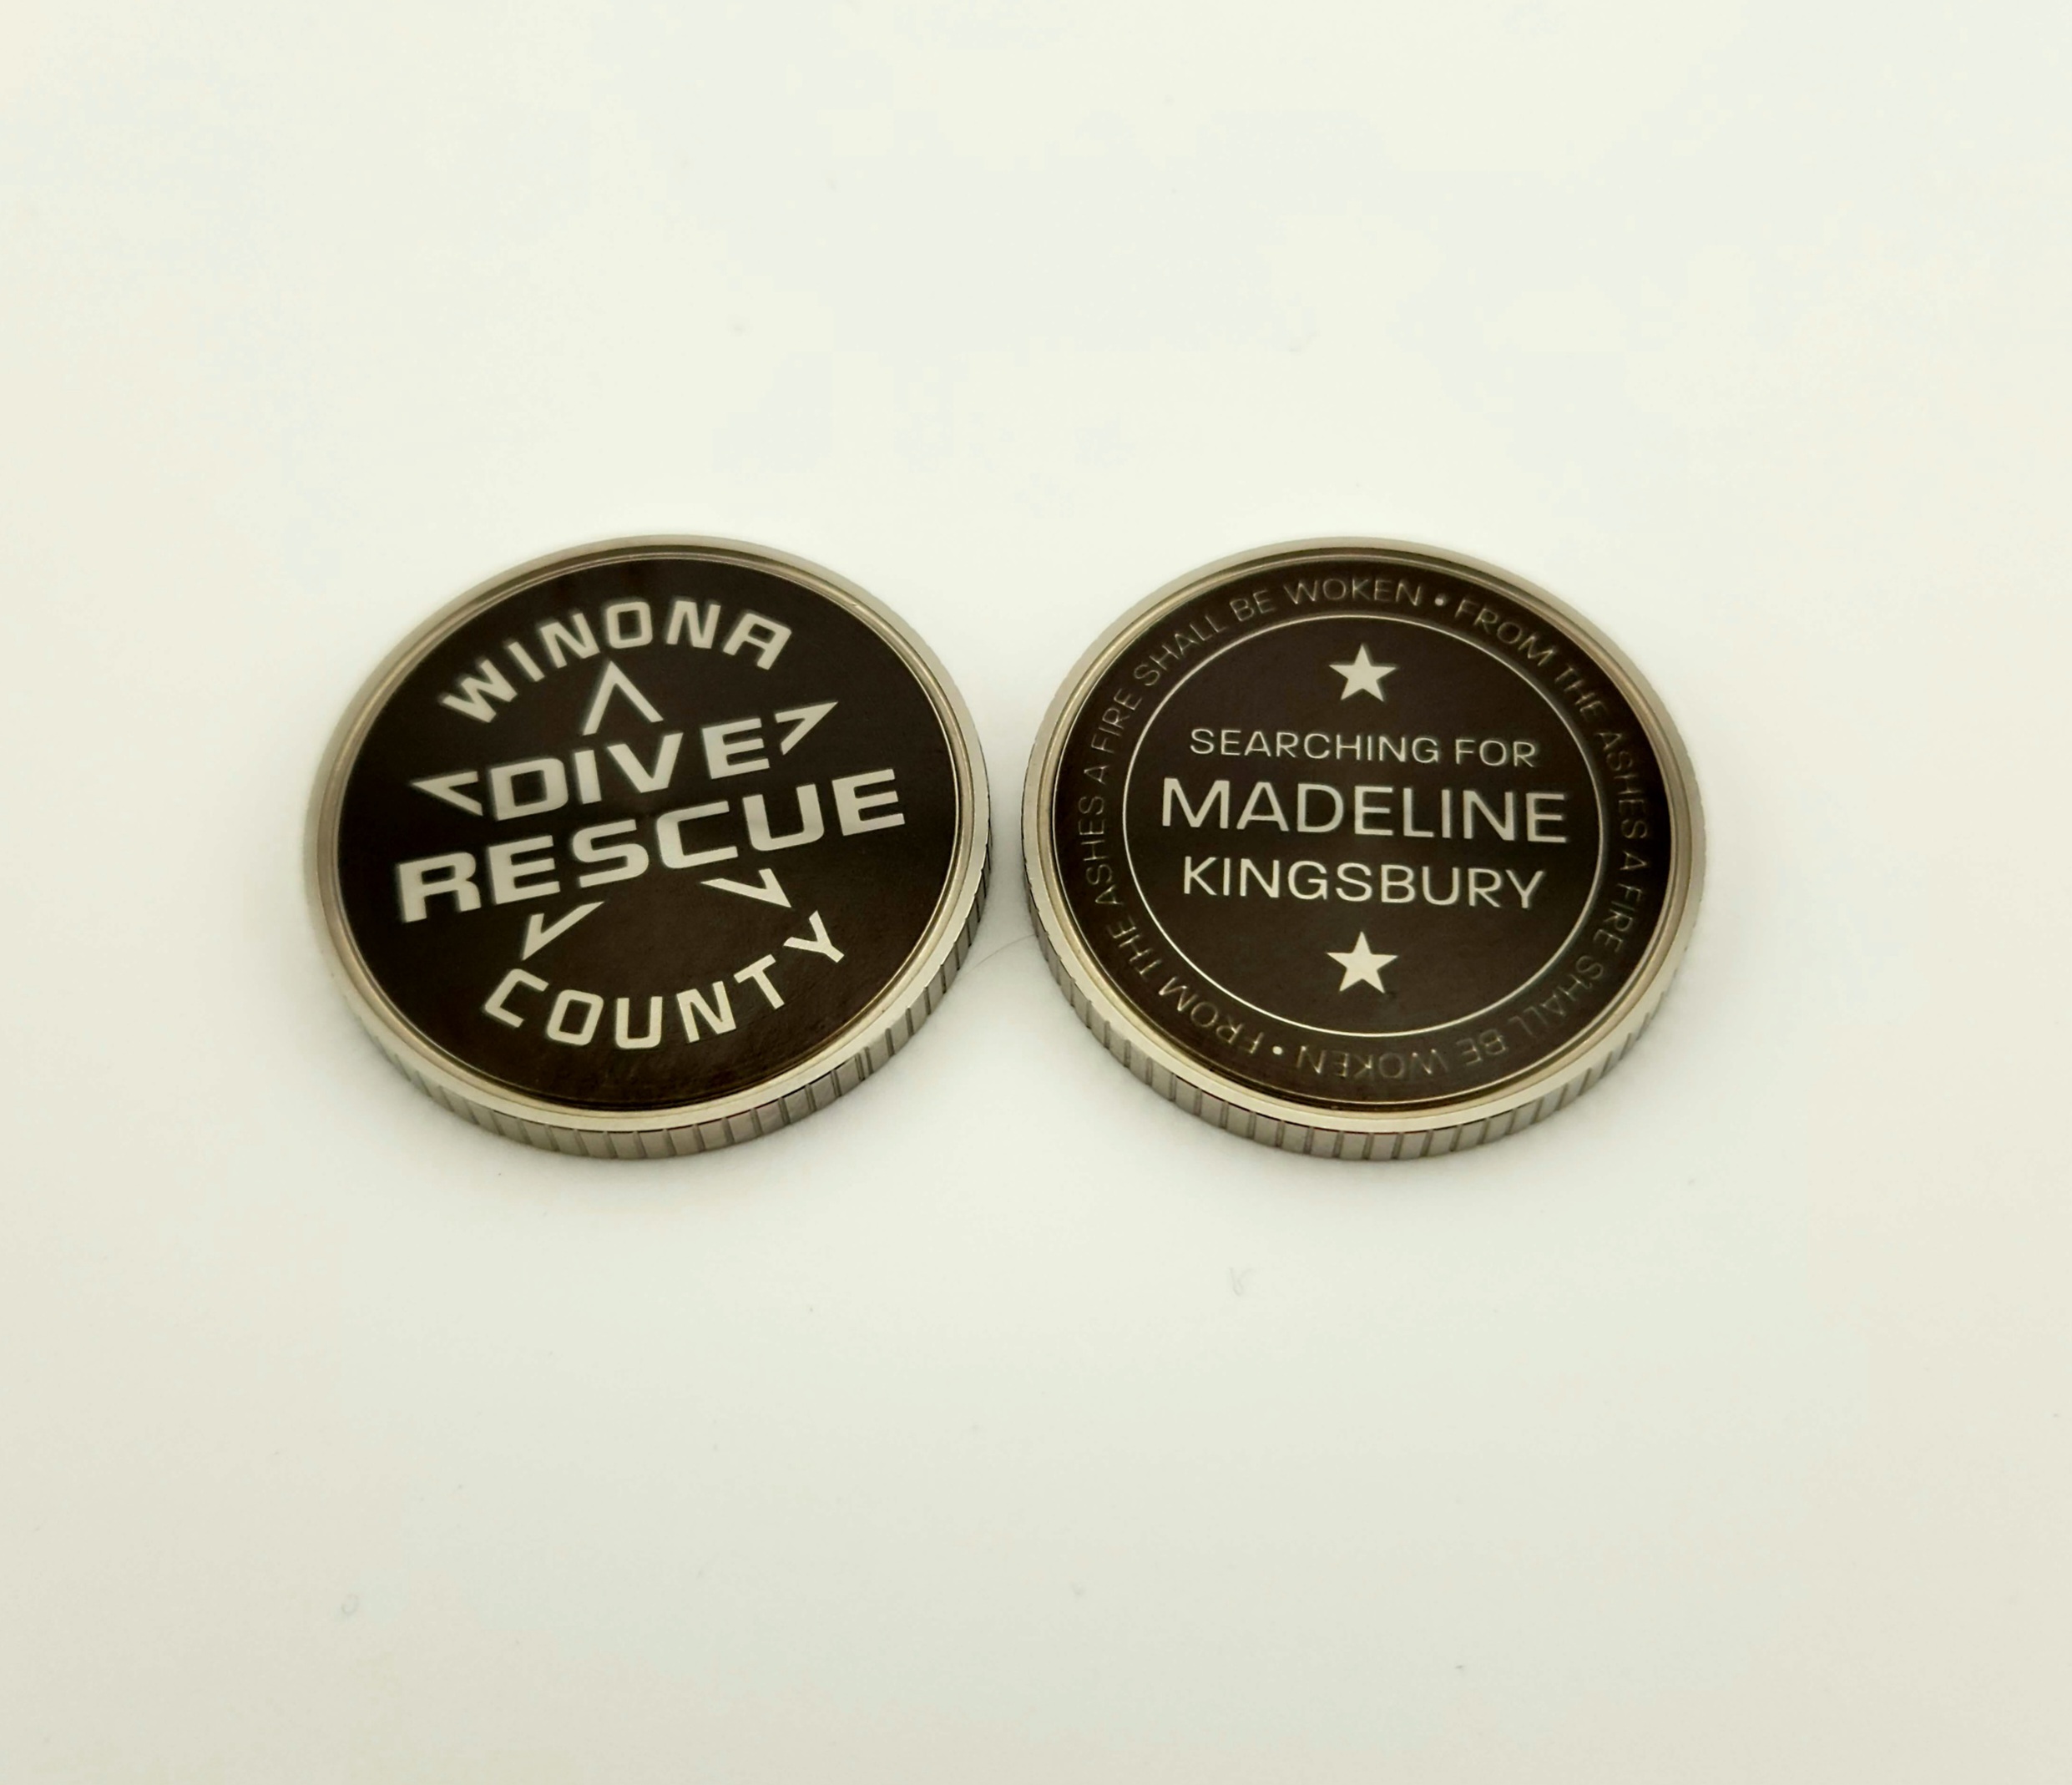 WINONA
DIVE
RESCUE
COUNTY
FROM THE ASHES A FIRE SHALL BE WOKEN • FROM THE ASHES A FIRE SHALL BE WOKEN •
SEARCHING FOR
MADELINE
KINGSBURY